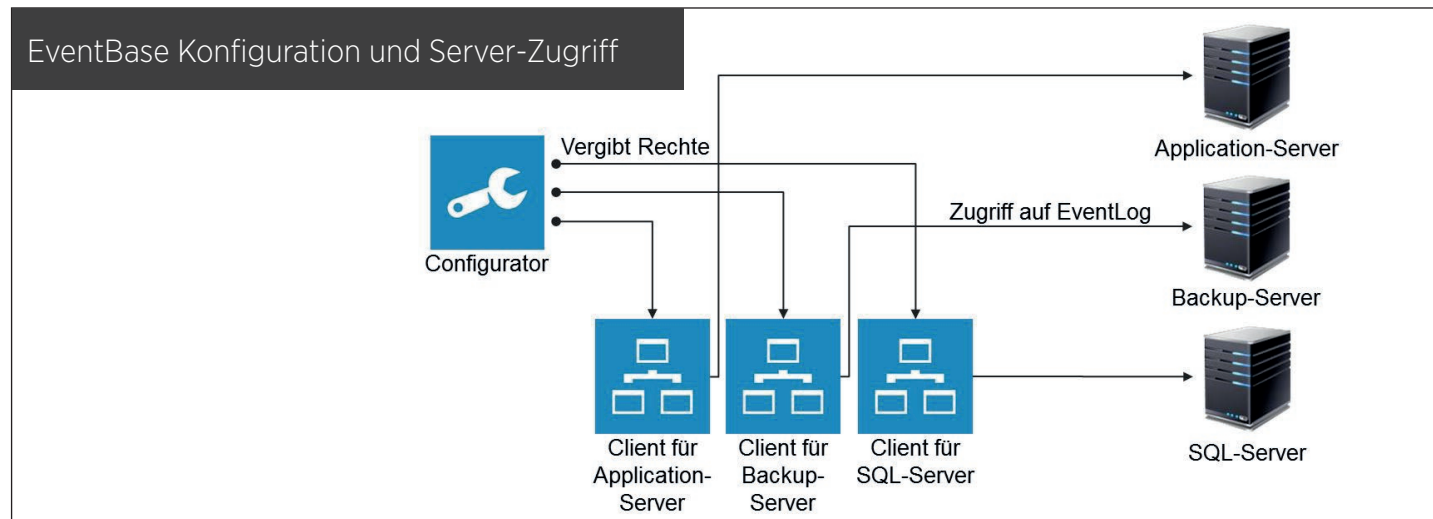 EventBase Konfiguration und Server-Zugriff
Vergibt Rechte
Application-Server
Zugriff auf EventLog
Configurator
Backup-Server
Client für
Application-
Server
Client für
Backup-
Server
Client für
SQL-Server
SQL-Server